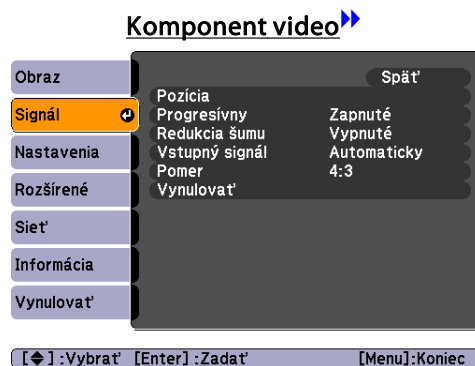 Komponent video
Obraz
Signál
Nastavenia
Rozšírené
Sieť
Informácia
Vynulovať
Späť
Pozícia
Progresívny Zapnuté
Redukcia šumu Vypnuté
Vstupný signál Automaticky
Pomer 4:3
Vynulovať
[◆] :Vybrať [Enter] :Zadať [Menu]:Koniec